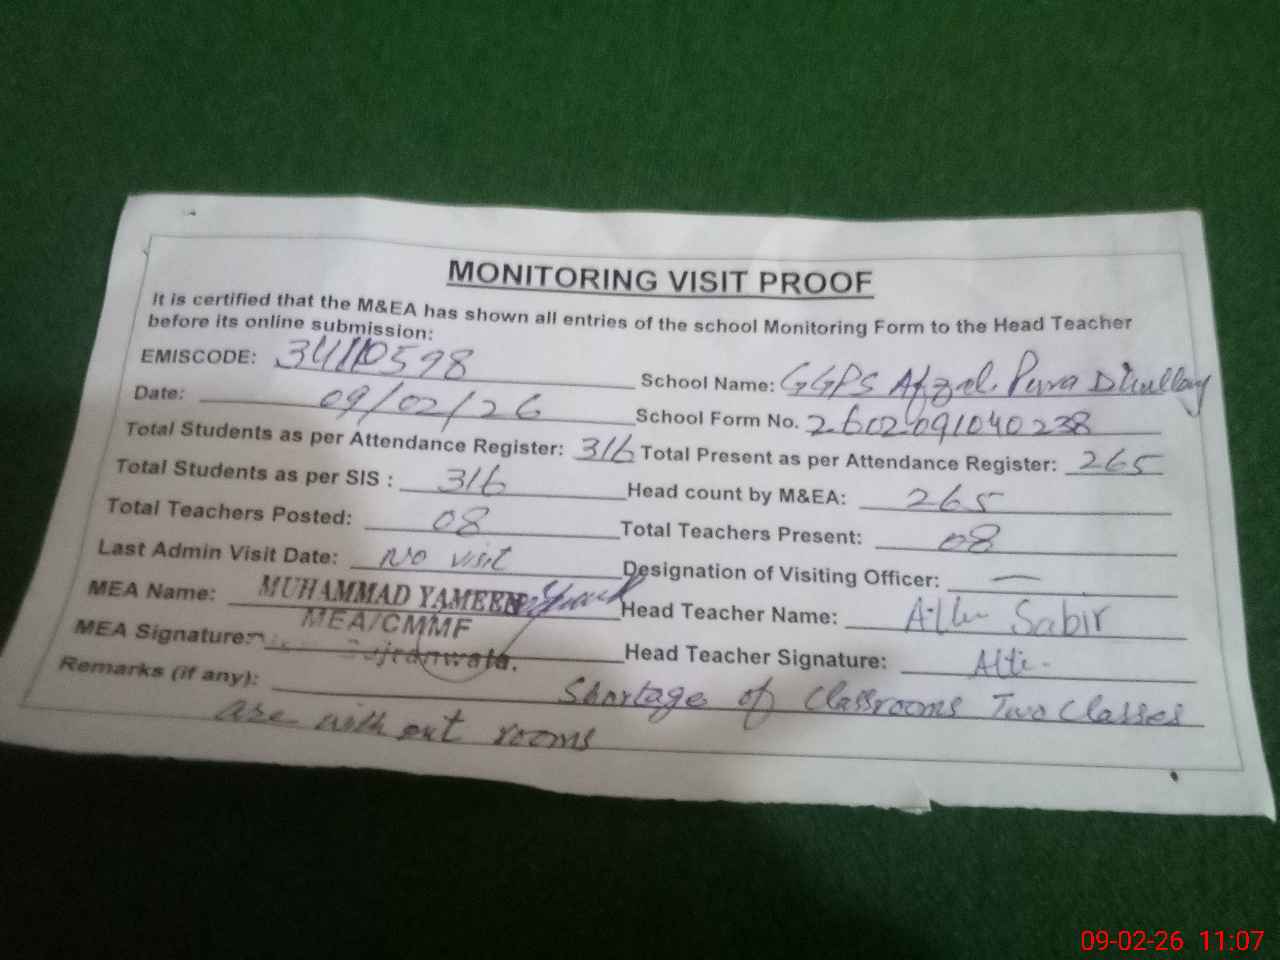 MONITORING VISIT PROOF
It is certified that the M&EA has shown all entries of the school Monitoring Form to the Head Teacher
before its online submission:
EMISCODE: 34110598 School Name: GGPS Afzal Pura Dhullay
Date: 09/02/26 School Form No. 2602091040238
Total Students as per Attendance Register: 316 Total Present as per Attendance Register: 265
Total Students as per SIS : 316 Head count by M&EA: 265
Total Teachers Posted: 08 Total Teachers Present: 08
Last Admin Visit Date: No visit Designation of Visiting Officer: —
MEA Name: MUHAMMAD YAMEEN Head Teacher Name: Sabir
MEA/CMMF
MEA Signature: Gujranwala. Head Teacher Signature:
Remarks (if any): Shortage of Classrooms Two Classes
are with out rooms
09-02-26 11:07